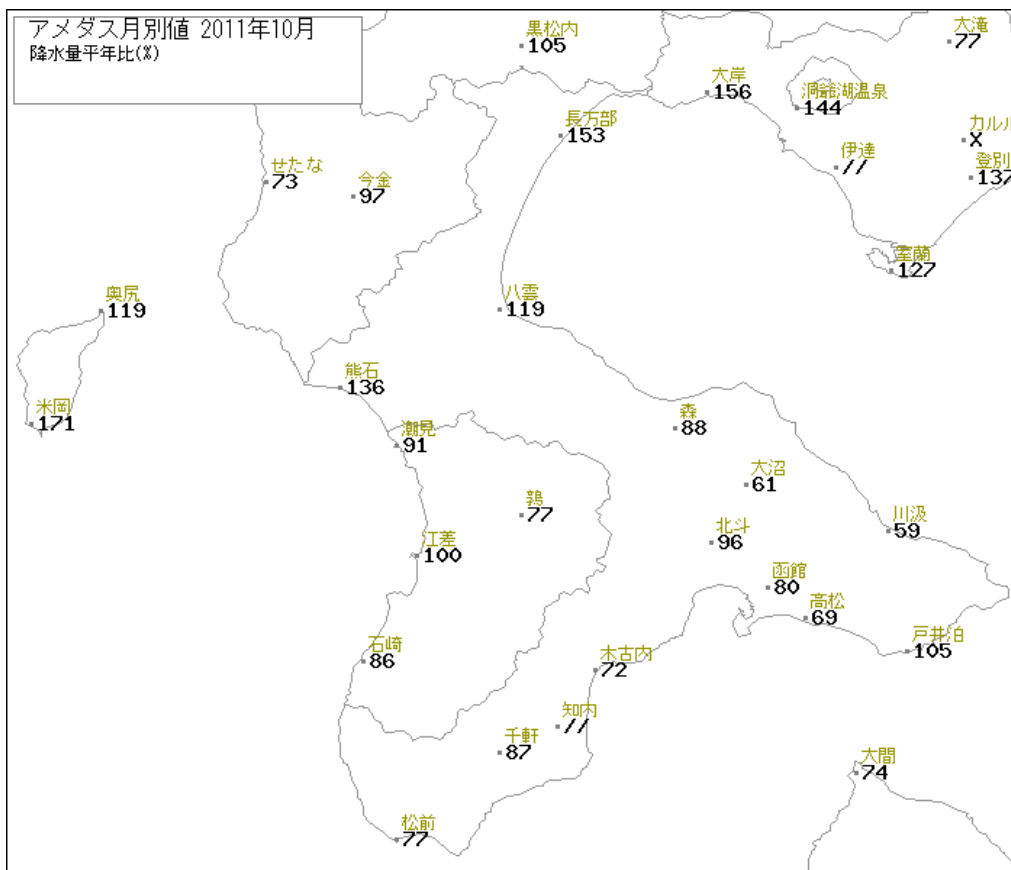 アメダス月別値 2011年10月
降水量平年比(%)
黒松内
105
大滝
77
大岸
156
洞爺湖温泉
144
長万部
153
カルル
X
伊達
//
登別
137
せたな
73
今金
97
室蘭
127
奥尻
119
八雲
119
熊石
136
米岡
171
森
88
潮見
91
大沼
61
鶉
77
川汲
59
北斗
96
江差
100
函館
80
高松
69
石崎
86
戸井泊
105
木古内
72
知内
//
千軒
87
大間
74
松前
77